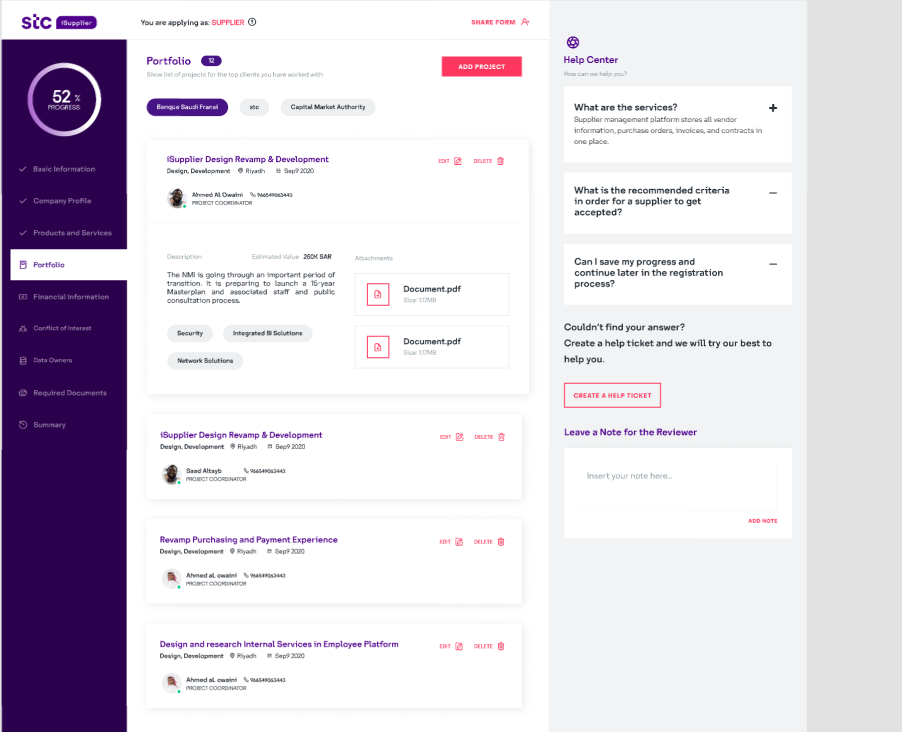 stc iSupplier
You are applying as: SUPPLIER
SHARE FORM
52 %
PROGRESS
Basic Information
Company Profile
Products and Services
Portfolio
Financial Information
Conflict of Interest
Data Owners
Required Documents
Summary
Portfolio 12
Show list of projects for the top clients you have worked with
ADD PROJECT
Banque Saudi Fransi
stc
Capital Market Authority
iSupplier Design Revamp & Development
EDIT
DELETE
Design, Development Riyadh Sep9 2020
Ahmed Al Owaini 966549063443
PROJECT COORDINATOR
Description
Estimated Value 250K SAR
The NMI is going through an important period of
transition. It is preparing to launch a 15-year
Masterplan and associated staff and public
consultation process.
Security
Integrated BI Solutions
Network Solutions
Attachments
Document.pdf
Size: 117MB
Document.pdf
Size: 117MB
iSupplier Design Revamp & Development
EDIT
DELETE
Design, Development Riyadh Sep9 2020
Saad Altayb 966549063443
PROJECT COORDINATOR
Revamp Purchasing and Payment Experience
EDIT
DELETE
Design, Development Riyadh Sep9 2020
Ahmed aL owaini 966549063443
PROJECT COORDINATOR
Design and research Internal Services in Employee Platform
EDIT
DELETE
Design, Development Riyadh Sep9 2020
Ahmed aL owaini 966549063443
PROJECT COORDINATOR
Help Center
How can we help you?
What are the services?
Supplier management platform stores all vendor
information, purchase orders, invoices, and contracts in
one place.
What is the recommended criteria
in order for a supplier to get
accepted?
Can I save my progress and
continue later in the registration
process?
Couldn't find your answer?
Create a help ticket and we will try our best to
help you.
CREATE A HELP TICKET
Leave a Note for the Reviewer
Insert your note here..
ADD NOTE